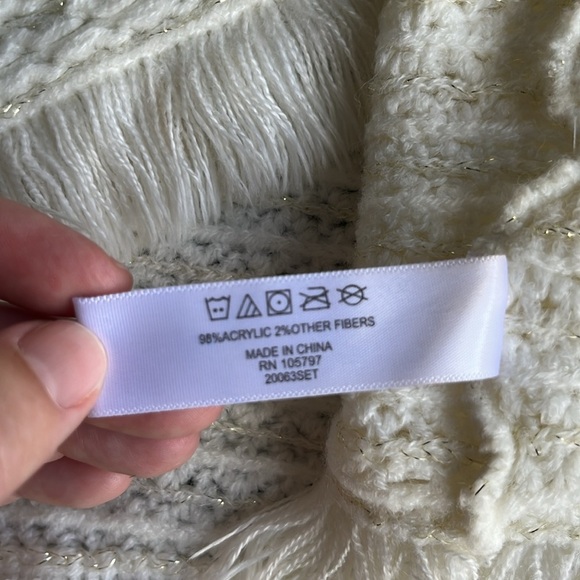 98%ACRYLIC 2%OTHER FIBERS
MADE IN CHINA
RN 105797
20063SET